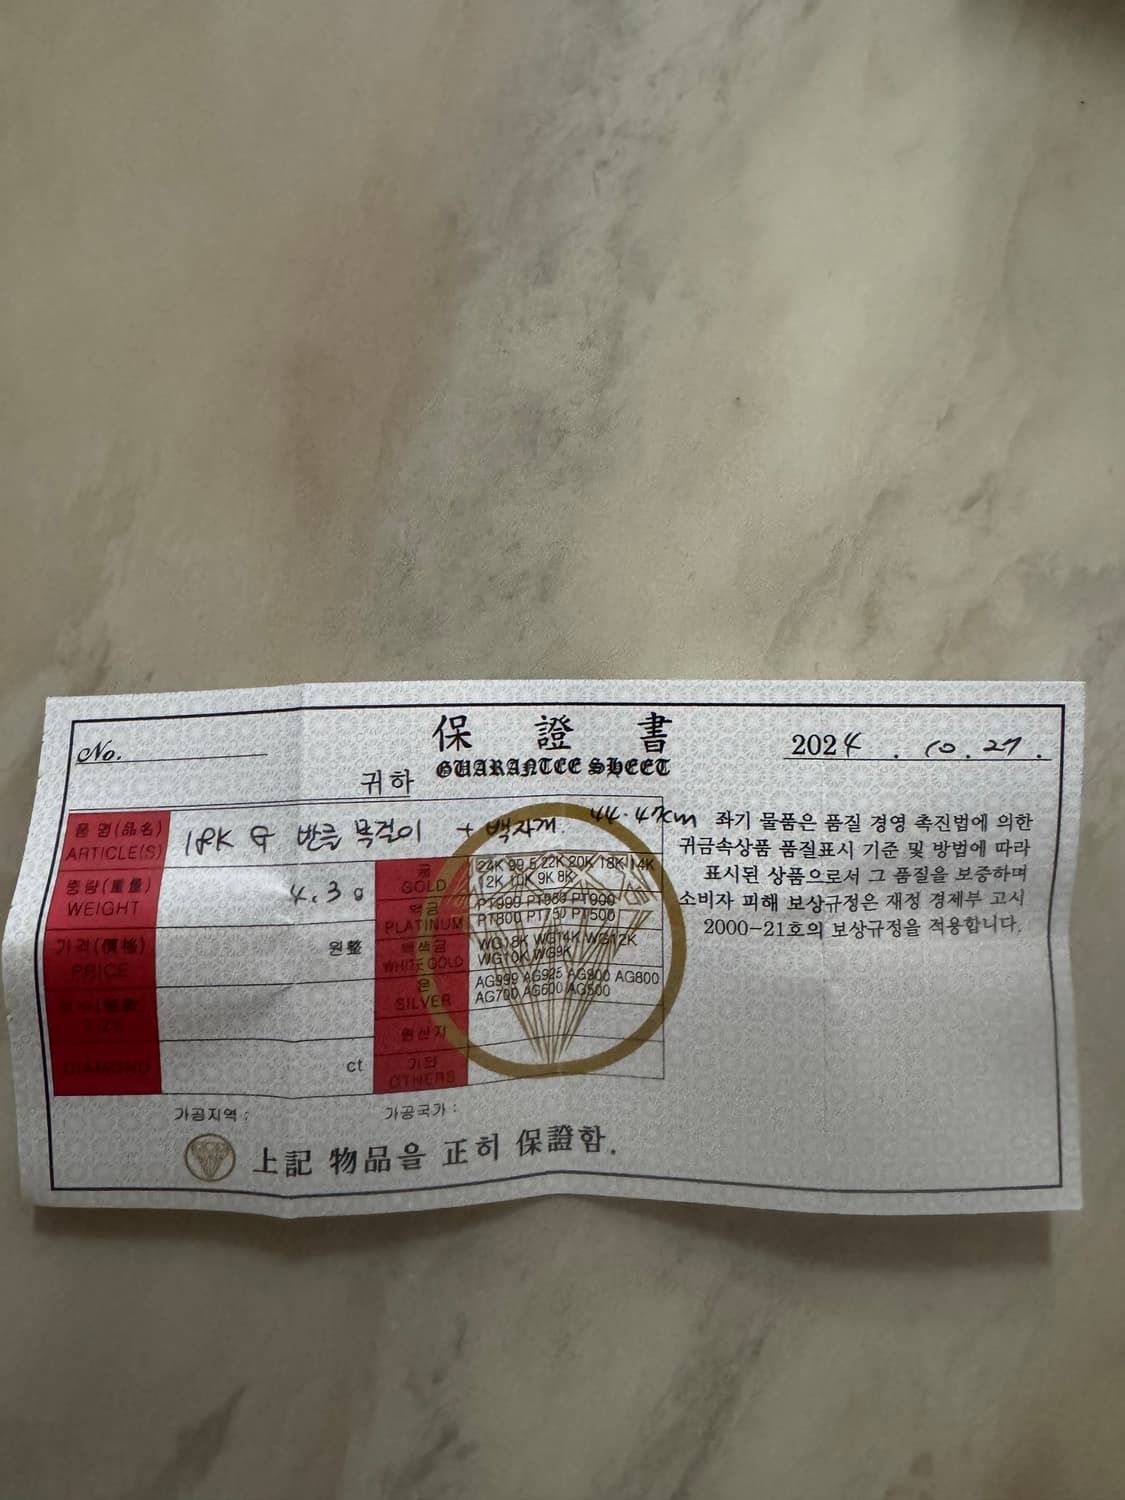 保證書
GUARANTEE SHEET
No.
2024 . 10 . 27 .
귀하
품 명(品名)
ARTICLE(S)
18K G 반클 목걸이 + 백자개. 44.47cm
중량(重量)
WEIGHT
4.3 g
가격(價格)
PRICE
원整
SIZE
DIAMOND
ct
금
GOLD
24K 99.5 22K 20K 18K 14K
12K 10K 9K 8K
백금
PLATINUM
PT999 PT950 PT900
PT800 PT750 PT500
백색금
WHITE GOLD
WG18K WG14K WG12K
WG10K WG9K
은
SILVER
AG999 AG925 AG900 AG800
AG700 AG600 AG500
원산지
기타
OTHERS
가공지역 :
가공국가 :
上記 物品을 正히 保證함.
좌기 물품은 품질 경영 촉진법에 의한
귀금속상품 품질표시 기준 및 방법에 따라
표시된 상품으로서 그 품질을 보증하며
소비자 피해 보상규정은 재정 경제부 고시
2000-21호의 보상규정을 적용합니다.